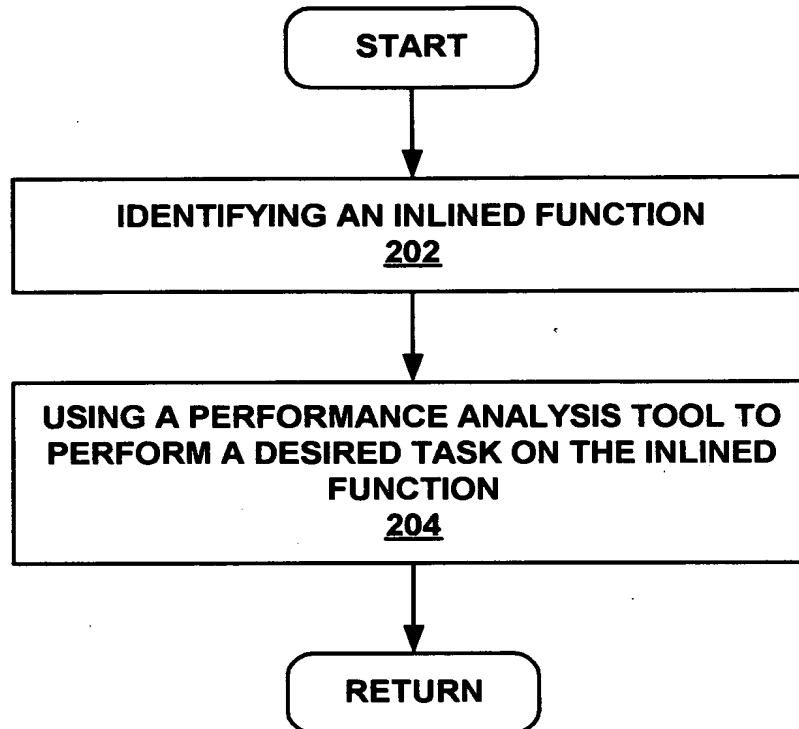 START
IDENTIFYING AN INLINED FUNCTION
202
USING A PERFORMANCE ANALYSIS TOOL TO
PERFORM A DESIRED TASK ON THE INLINED
FUNCTION
204
RETURN